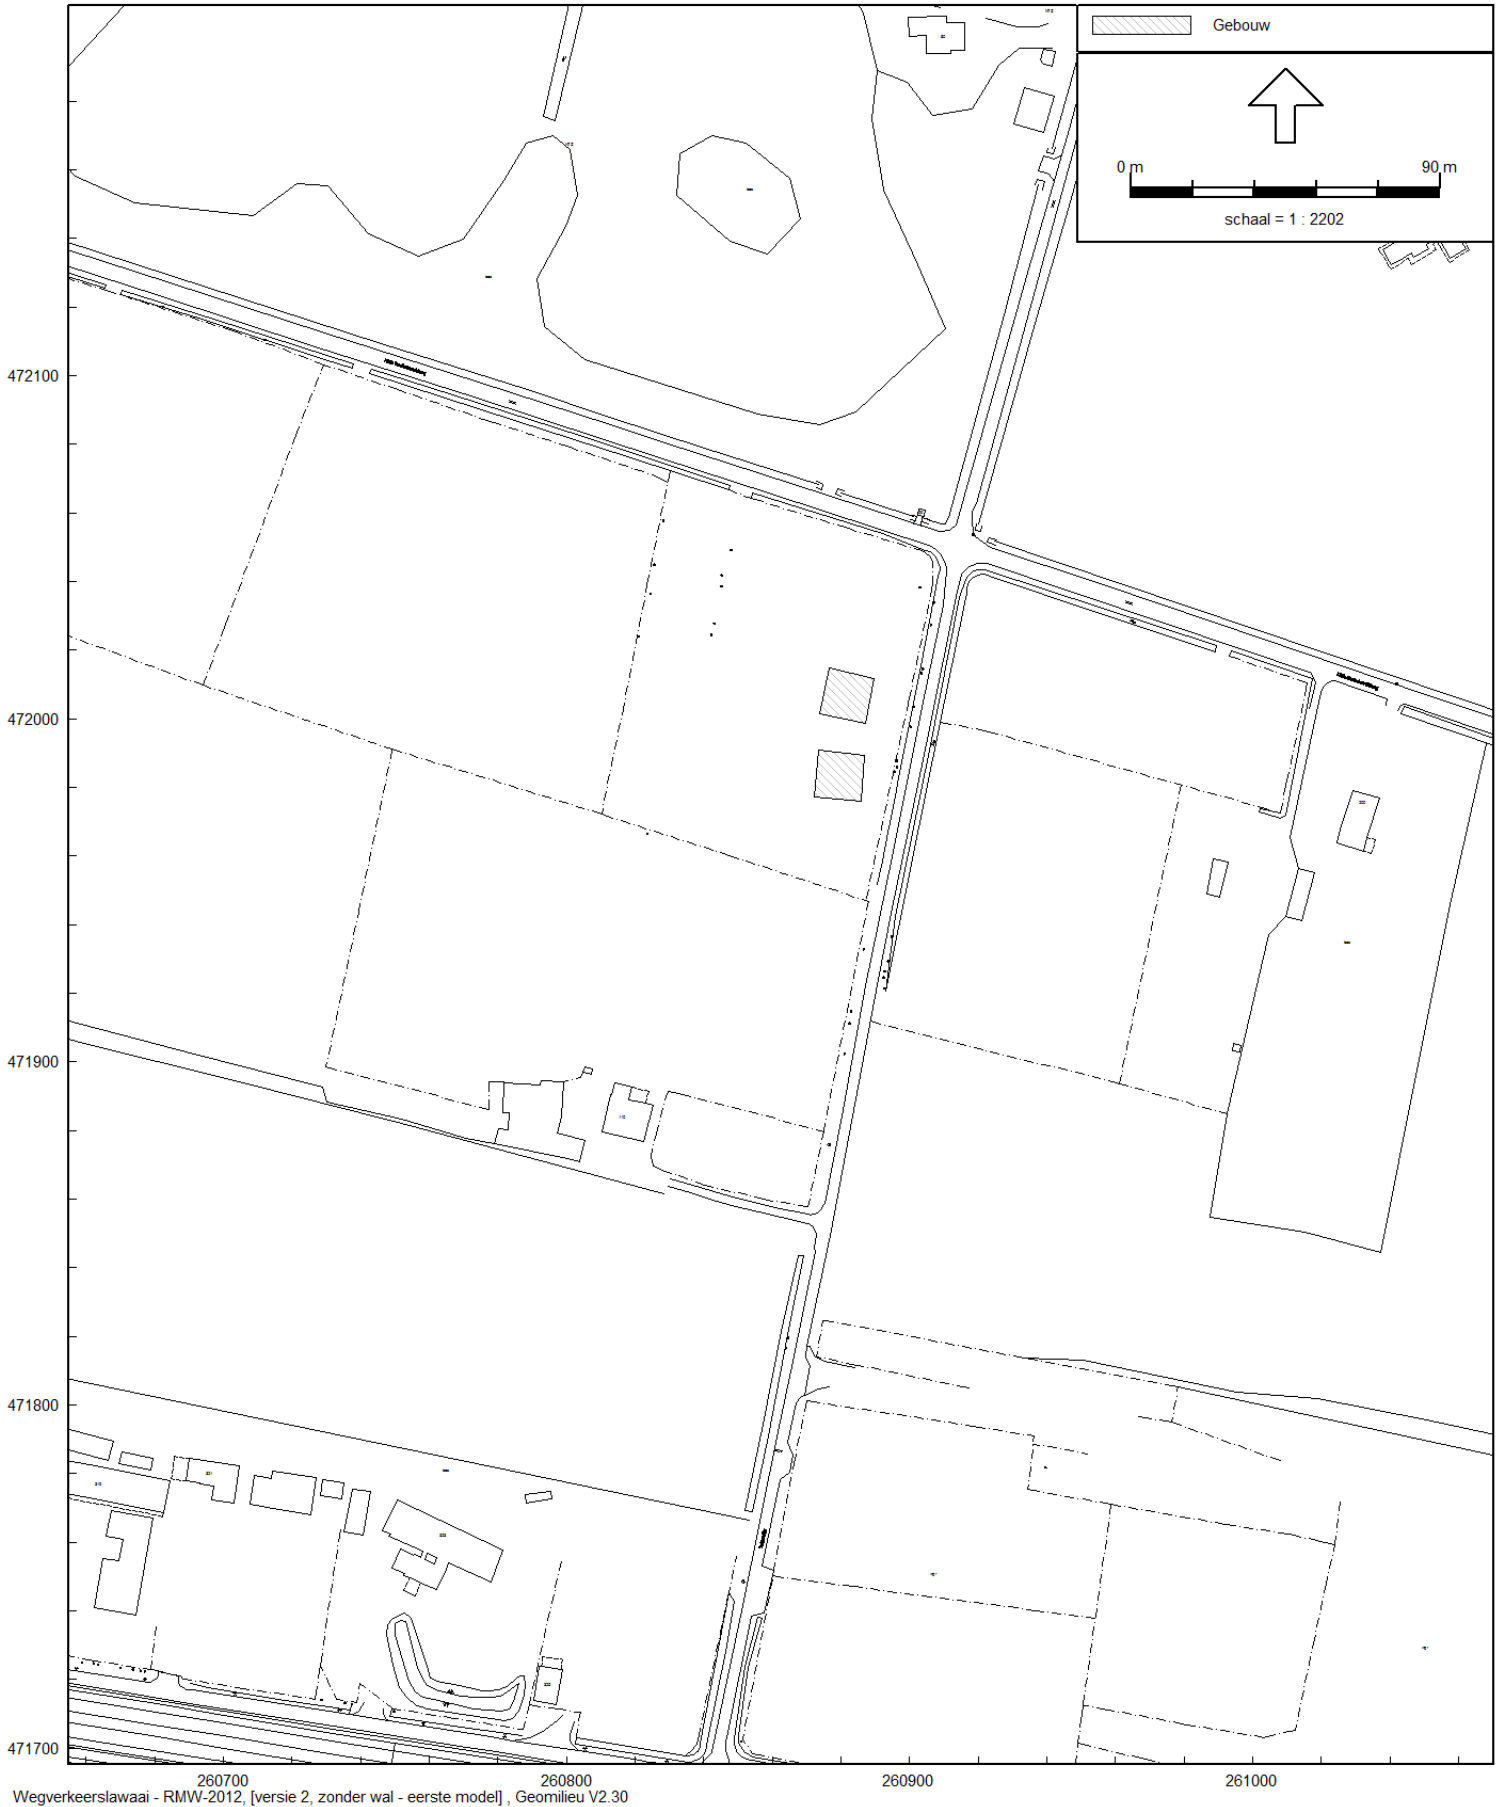 Gebouw
0 m 90 m
schaal = 1 : 2202
472100
472000
471900
471800
471700
260700 260800 260900 261000
Wegverkeerslawaai - RMW-2012, [versie 2, zonder wal - eerste model] , Geomilieu V2.30